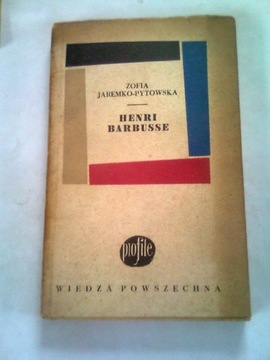 ZOFIA
JAREMKO-PYTOWSKA
HENRI
BARBUSSE
profile
WIEDZA POWSZECHNA